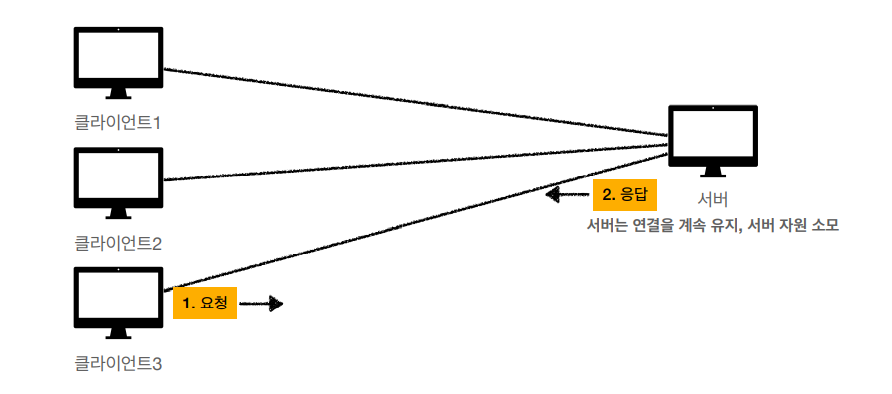 클라이언트1
클라이언트2
2. 응답
서버
서버는 연결을 계속 유지, 서버 자원 소모
1. 요청
클라이언트3